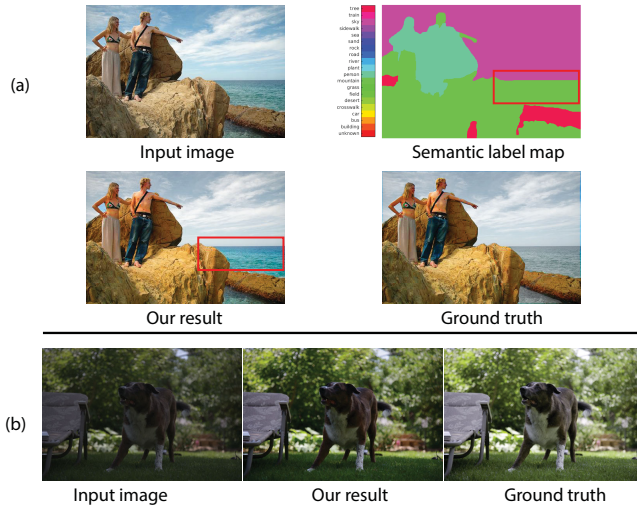 (a)
tree
train
sky
sidewalk
sea
sand
rock
road
river
plant
person
mountain
grass
field
desert
crosswalk
car
bus
building
unknown
Input image
Semantic label map
Our result
Ground truth
(b)
Input image
Our result
Ground truth